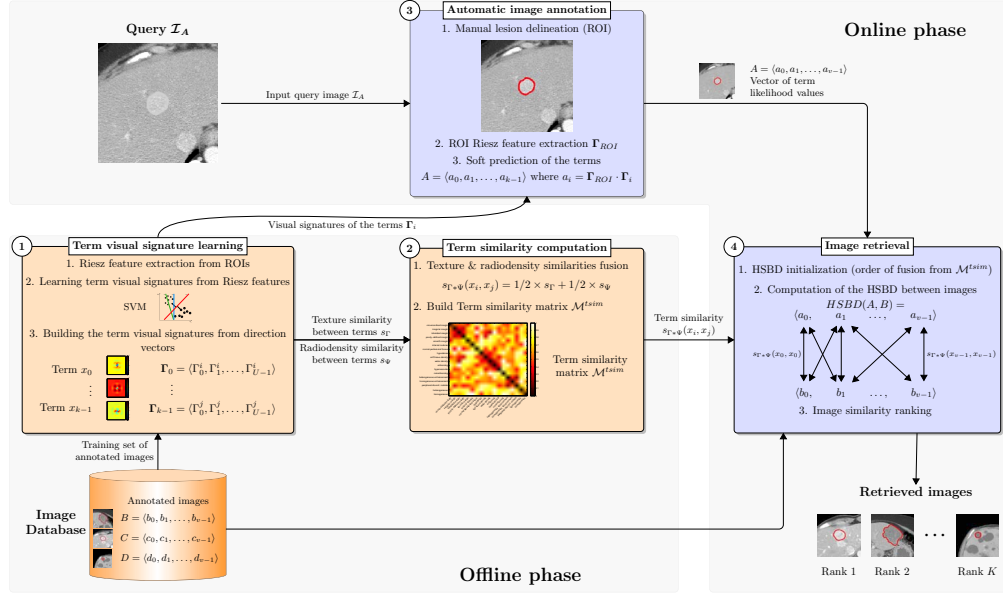 3
Automatic image annotation
Query I_A
Online phase
1. Manual lesion delineation (ROI)
Input query image I_A
2. ROI Riesz feature extraction Γ_ROI
3. Soft prediction of the terms
A = ⟨a_0, a_1, . . . , a_{k−1}⟩ where a_i = Γ_ROI · Γ_i
A = ⟨a_0, a_1, . . . , a_{v−1}⟩
Vector of term
likelihood values
Visual signatures of the terms Γ_i
1
Term visual signature learning
1. Riesz feature extraction from ROIs
2. Learning term visual signatures from Riesz features
SVM
3. Building the term visual signatures from direction
vectors
Term x_0
Γ_0 = ⟨Γ^i_0, Γ^i_1, . . . , Γ^i_{U−1}⟩
⋮
⋮
Term x_{k−1}
Γ_{k−1} = ⟨Γ^j_0, Γ^j_1, . . . , Γ^j_{U−1}⟩
Texture similarity
between terms s_Γ
Radiodensity similarity
between terms s_Ψ
2
Term similarity computation
1. Texture & radiodensity similarities fusion
s_{Γ∗Ψ}(x_i, x_j) = 1/2 × s_Γ + 1/2 × s_Ψ
2. Build Term similarity matrix M^{tsim}
Term similarity
matrix M^{tsim}
Term similarity
s_{Γ∗Ψ}(x_i, x_j)
4
Image retrieval
1. HSBD initialization (order of fusion from M^{tsim})
2. Computation of the HSBD between images
HSBD(A, B) =
⟨a_0, a_1 . . . , a_{v−1}⟩
s_{Γ∗Ψ}(x_0, x_0)
s_{Γ∗Ψ}(x_{v−1}, x_{v−1})
⟨b_0, b_1 . . . , b_{v−1}⟩
3. Image similarity ranking
Training set of
annotated images
Image
Database
Annotated images
B = ⟨b_0, b_1, . . . , b_{v−1}⟩
C = ⟨c_0, c_1, . . . , c_{v−1}⟩
D = ⟨d_0, d_1, . . . , d_{v−1}⟩
Offline phase
Retrieved images
• • •
Rank 1
Rank 2
Rank K